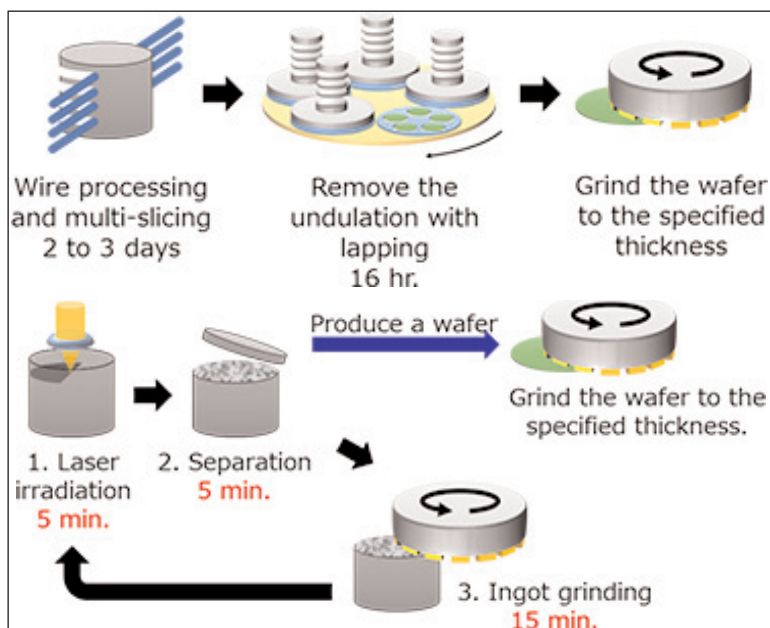 Wire processing
and multi-slicing
2 to 3 days
Remove the
undulation with
lapping
16 hr.
Grind the wafer
to the specified
thickness
Produce a wafer
Grind the wafer to the
specified thickness.
1. Laser
irradiation
5 min.
2. Separation
5 min.
3. Ingot grinding
15 min.